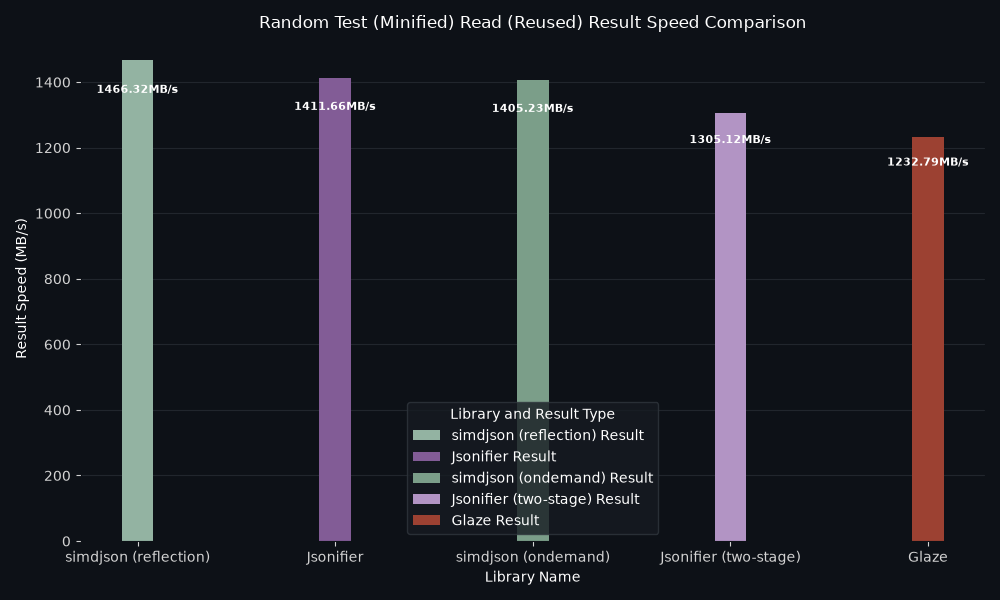 Random Test (Minified) Read (Reused) Result Speed Comparison
Result Speed (MB/s)
1400
1200
1000
800
600
400
200
0
1466.32MB/s
1411.66MB/s
1405.23MB/s
1305.12MB/s
1232.79MB/s
Library and Result Type
simdjson (reflection) Result
Jsonifier Result
simdjson (ondemand) Result
Jsonifier (two-stage) Result
Glaze Result
simdjson (reflection)
Jsonifier
simdjson (ondemand)
Jsonifier (two-stage)
Glaze
Library Name